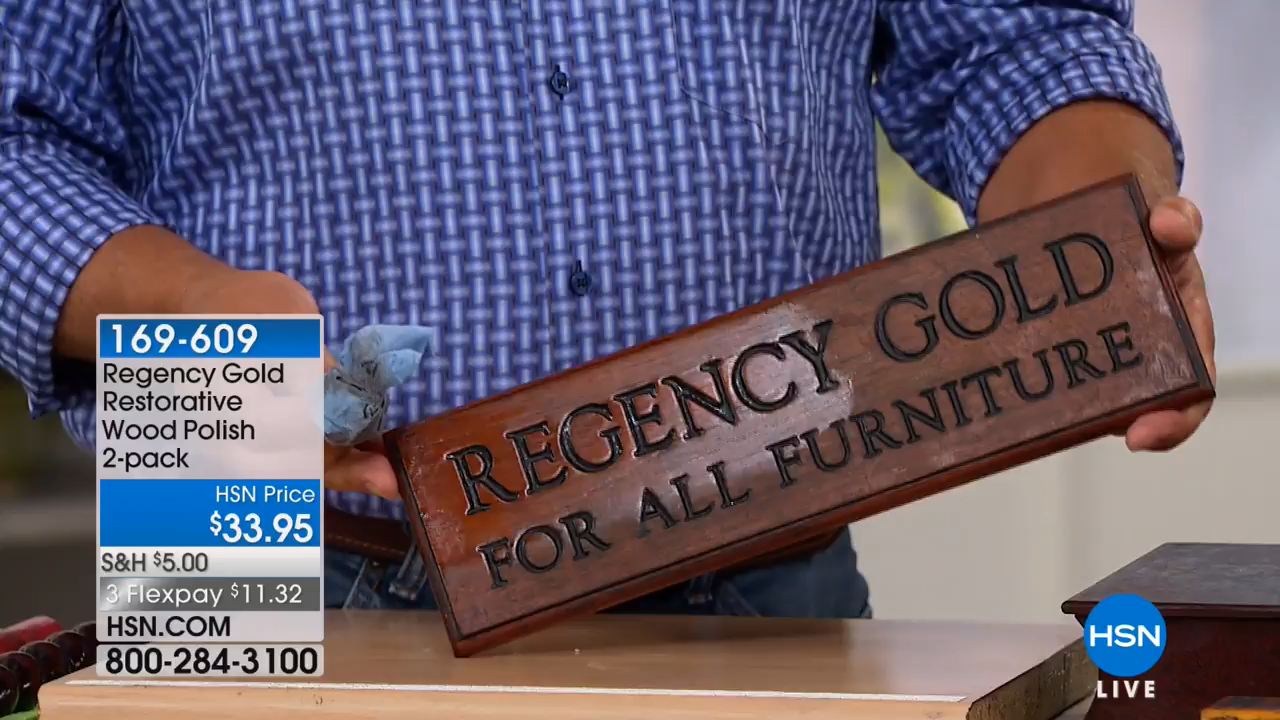 169-609
Regency Gold
Restorative
Wood Polish
2-pack
HSN Price
$33.95
S&H $5.00
3 Flexpay $11.32
HSN.COM
800-284-3100
REGENCY GOLD
FOR ALL FURNITURE
HSN
LIVE